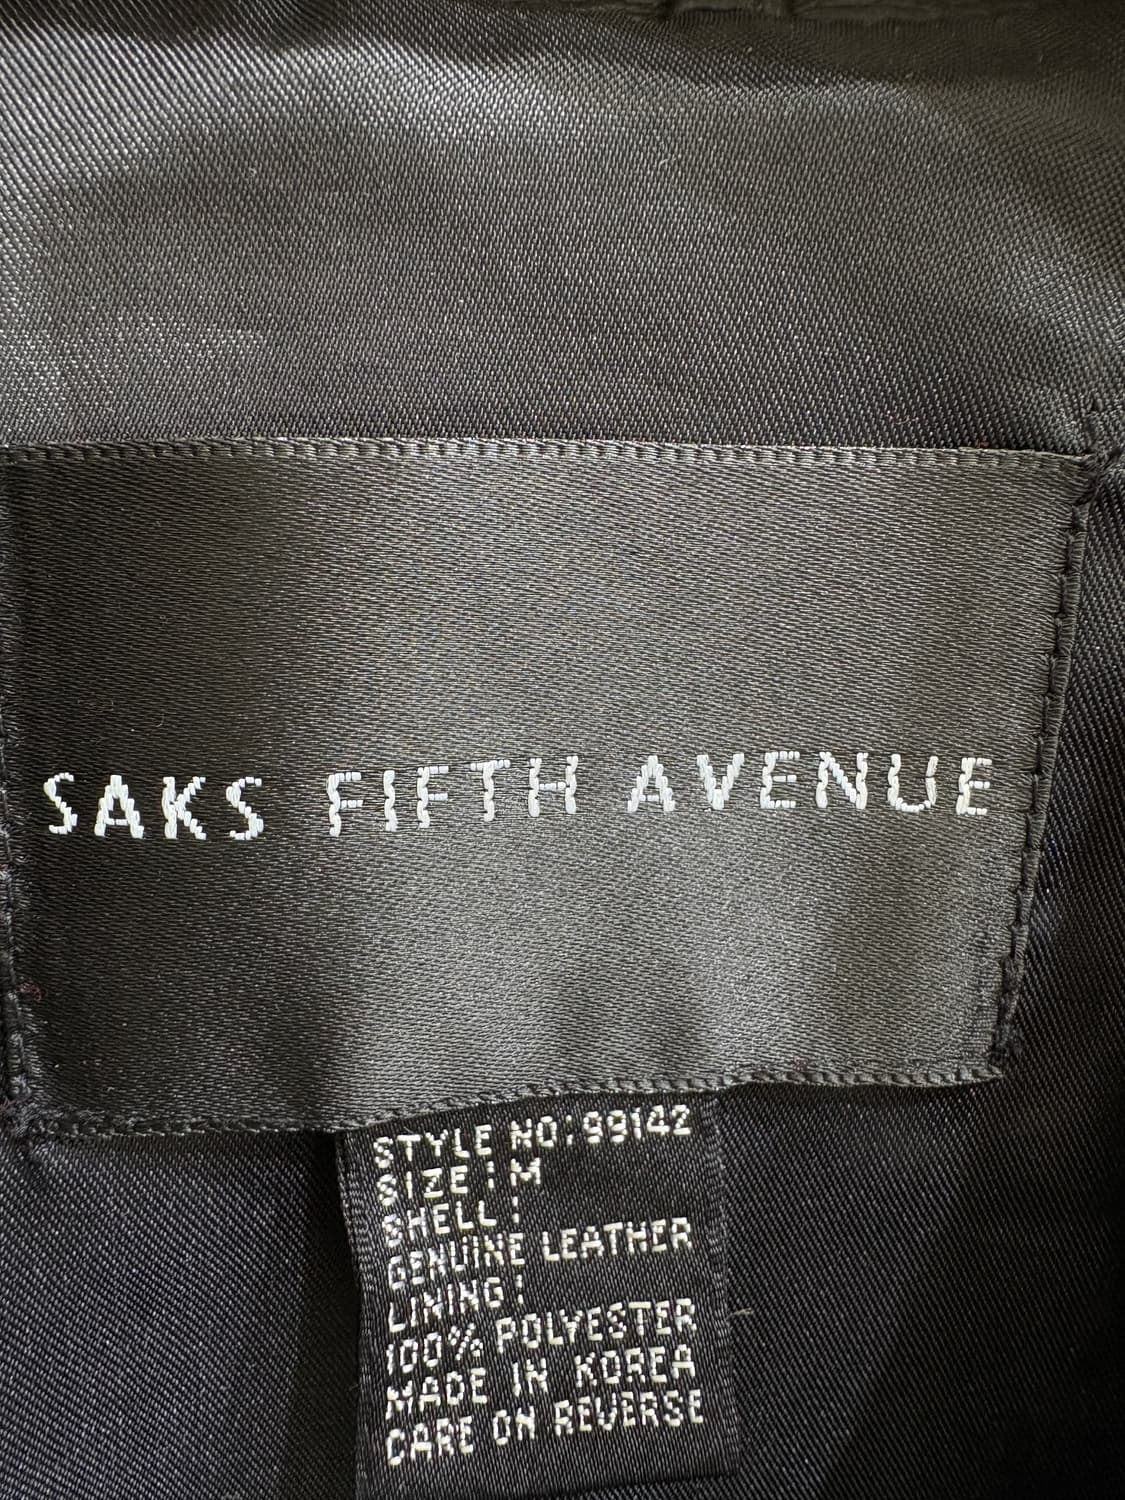 SAKS FIFTH AVENUE
STYLE NO:99142
SIZE:M
SHELL:
GENUINE LEATHER
LINING:
100% POLYESTER
MADE IN KOREA
CARE ON REVERSE